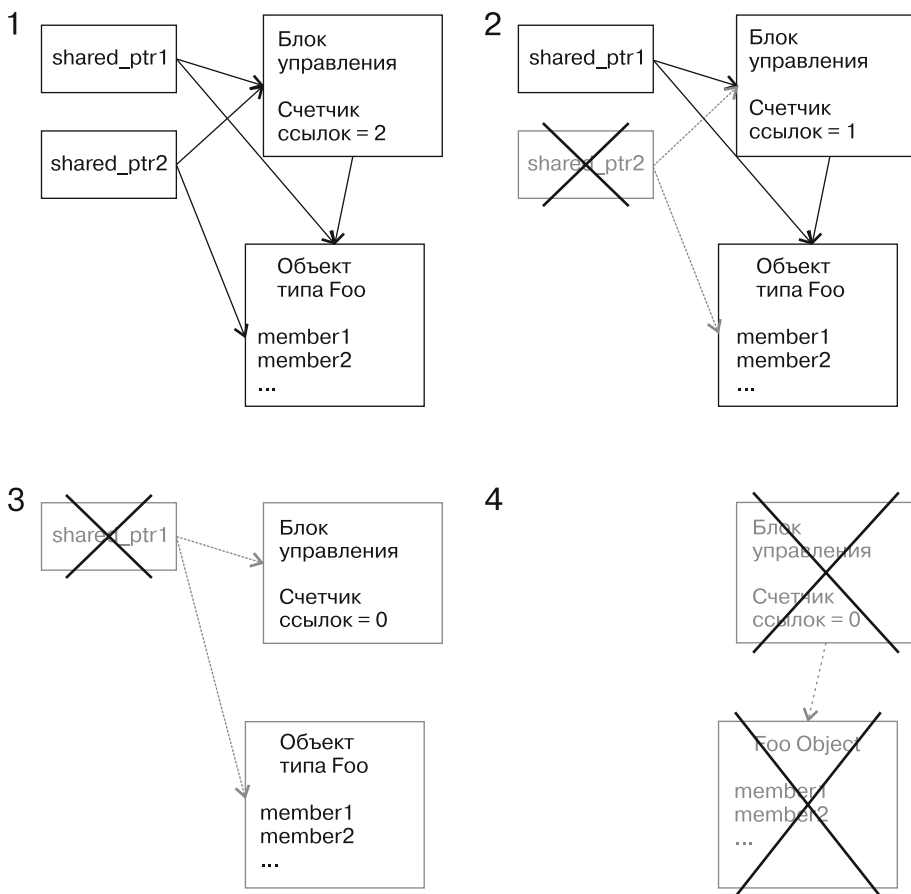 1
shared_ptr1
shared_ptr2
Блок
управления
Счетчик
ссылок = 2
Объект
типа Foo
member1
member2
...
2
shared_ptr1
shared_ptr2
Блок
управления
Счетчик
ссылок = 1
Объект
типа Foo
member1
member2
...
3
shared_ptr1
Блок
управления
Счетчик
ссылок = 0
Объект
типа Foo
member1
member2
...
4
Блок
управления
Счетчик
ссылок = 0
Foo Object
member1
member2
...